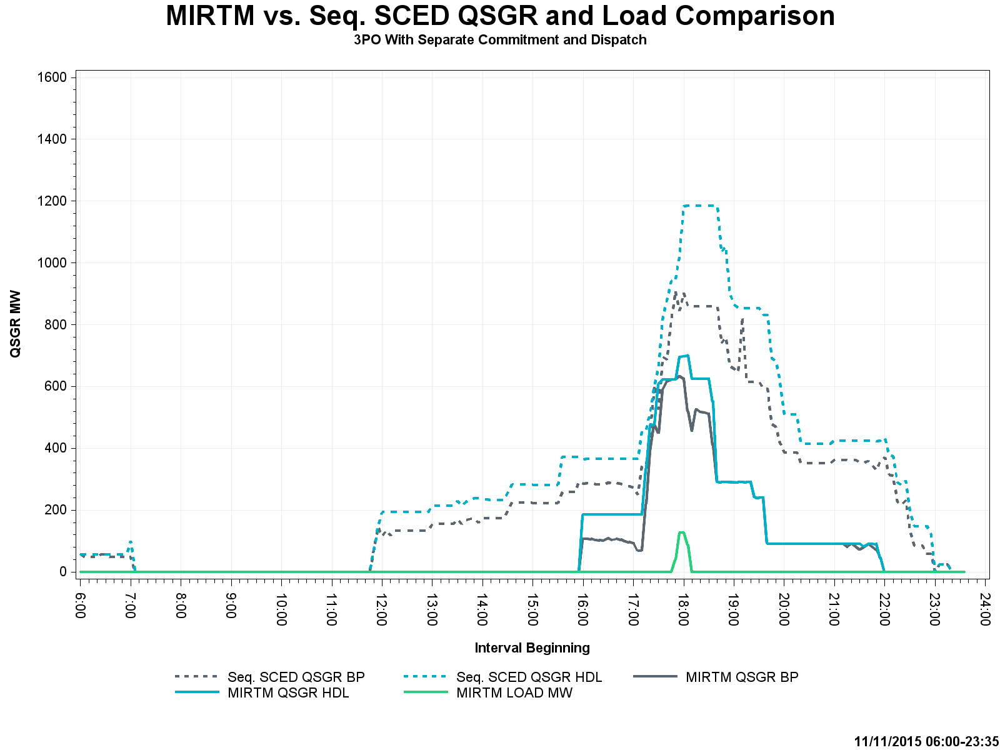 MIRTM vs. Seq. SCED QSGR and Load Comparison
3PO With Separate Commitment and Dispatch
1600
1400
1200
1000
800
600
400
200
0
QSGR MW
6:00 7:00 8:00 9:00 10:00 11:00 12:00 13:00 14:00 15:00 16:00 17:00 18:00 19:00 20:00 21:00 22:00 23:00 24:00
Interval Beginning
Seq. SCED QSGR BP Seq. SCED QSGR HDL MIRTM QSGR BP
MIRTM QSGR HDL MIRTM LOAD MW
11/11/2015 06:00-23:35